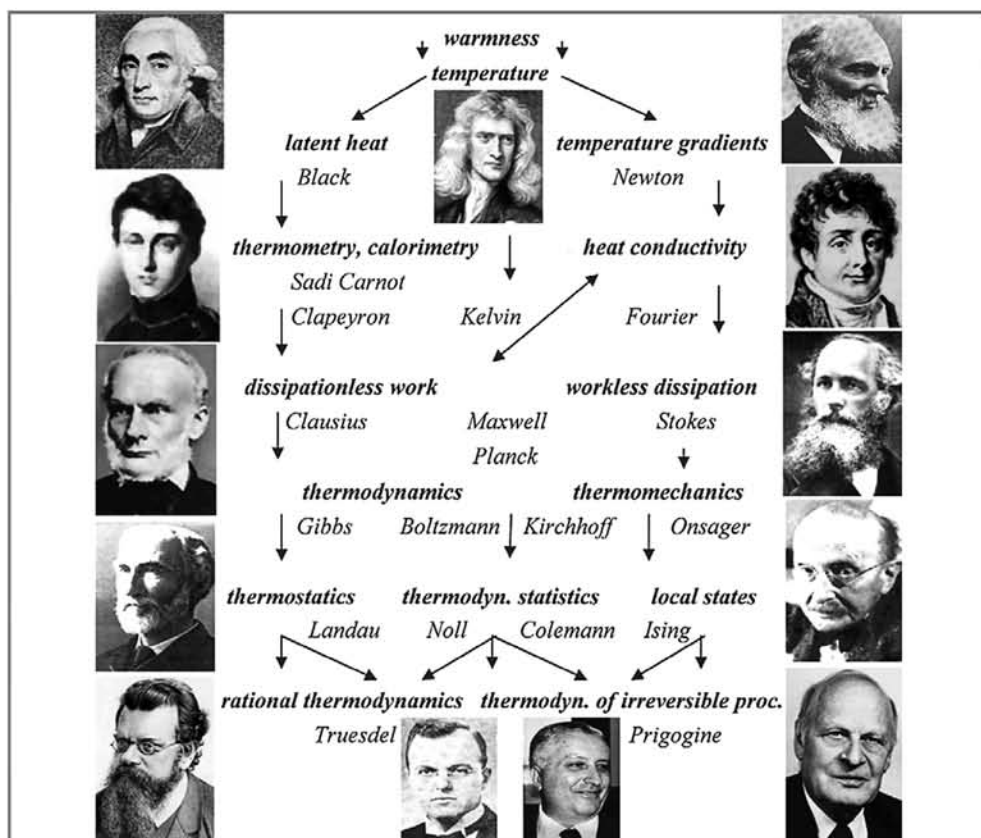 warmness
temperature
latent heat temperature gradients
Black Newton
thermometry, calorimetry heat conductivity
Sadi Carnot
Clapeyron Kelvin Fourier
dissipationless work workless dissipation
Clausius Maxwell Stokes
Planck
thermodynamics thermomechanics
Gibbs Boltzmann Kirchhoff Onsager
thermostatics thermodyn. statistics local states
Landau Noll Colemann Ising
rational thermodynamics thermodyn. of irreversible proc.
Truesdel Prigogine